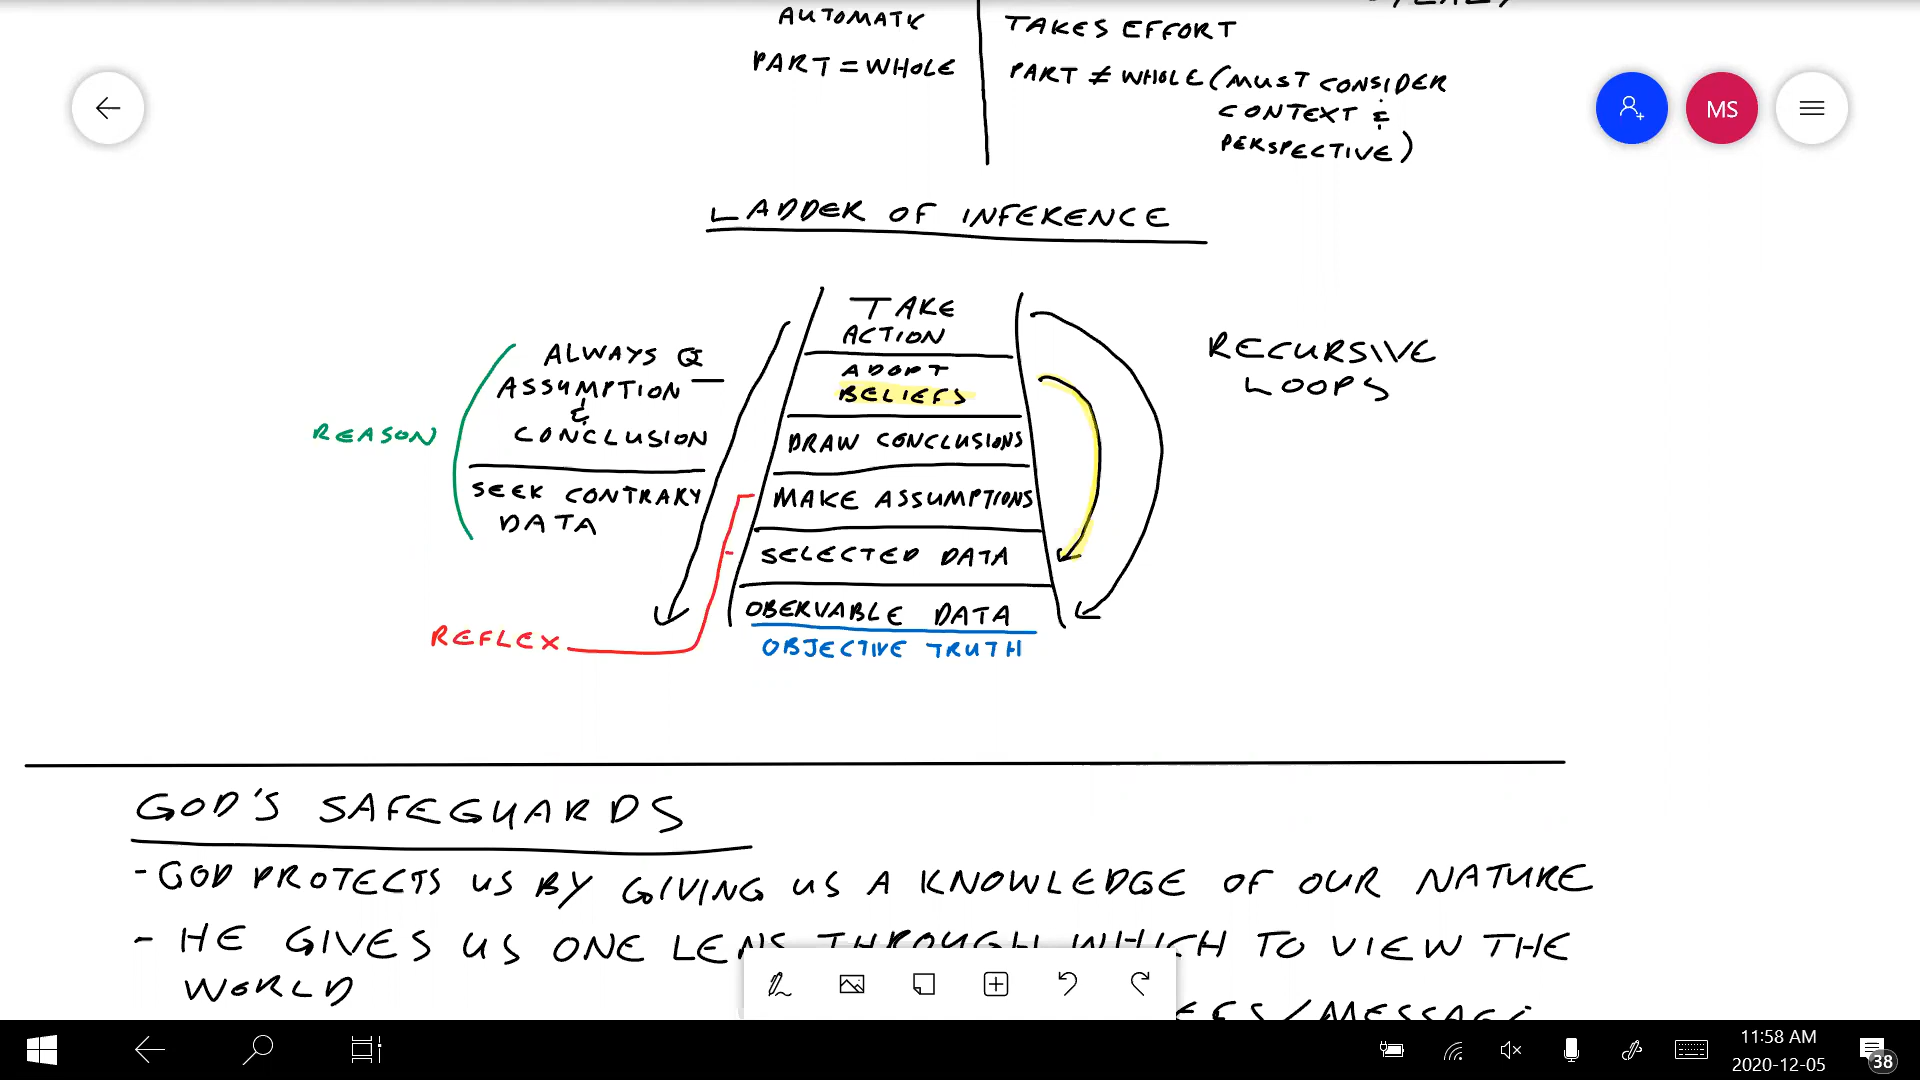 AUTOMATIC
TAKES EFFORT
PART = WHOLE
PART ≠ WHOLE (MUST CONSIDER
CONTEXT &
PERSPECTIVE)
MS
LADDER OF INFERENCE
TAKE
ACTION
ADOPT
BELIEFS
DRAW CONCLUSIONS
MAKE ASSUMPTIONS
SELECTED DATA
OBERVABLE DATA
OBJECTIVE TRUTH
RECURSIVE
LOOPS
REASON
ALWAYS Q
ASSUMPTION
&
CONCLUSION
SEEK CONTRARY
DATA
REFLEX
GOD'S SAFEGUARDS
- GOD PROTECTS US BY GIVING US A KNOWLEDGE OF OUR NATURE
- HE GIVES US ONE LENS THROUGH WHICH TO VIEW THE
WORLD
11:58 AM
2020-12-05
38